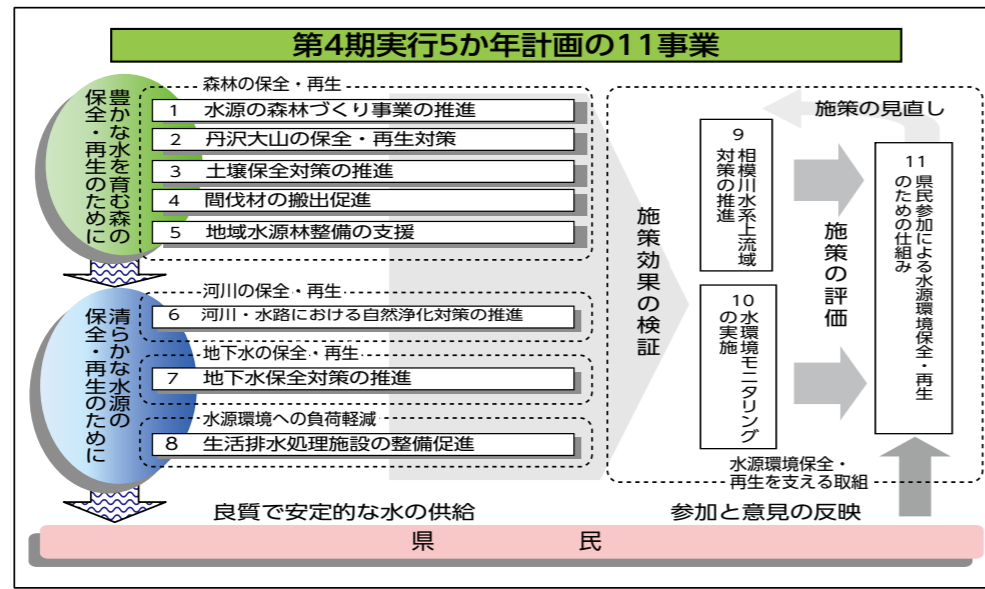 第4期実行5か年計画の11事業
豊かな水を育む森の
保全・再生のために
森林の保全・再生
1 水源の森林づくり事業の推進
2 丹沢大山の保全・再生対策
3 土壌保全対策の推進
4 間伐材の搬出促進
5 地域水源林整備の支援
清らかな水源の
保全・再生のために
河川の保全・再生
6 河川・水路における自然浄化対策の推進
地下水の保全・再生
7 地下水保全対策の推進
水源環境への負荷軽減
8 生活排水処理施設の整備促進
施策効果の検証
9 相模川水系上流域
対策の推進
10 水環境モニタリング
の実施
施策の評価
施策の見直し
11 県民参加による水源環境保全・再生
のための仕組み
水源環境保全・
再生を支える取組
良質で安定的な水の供給
参加と意見の反映
県 民